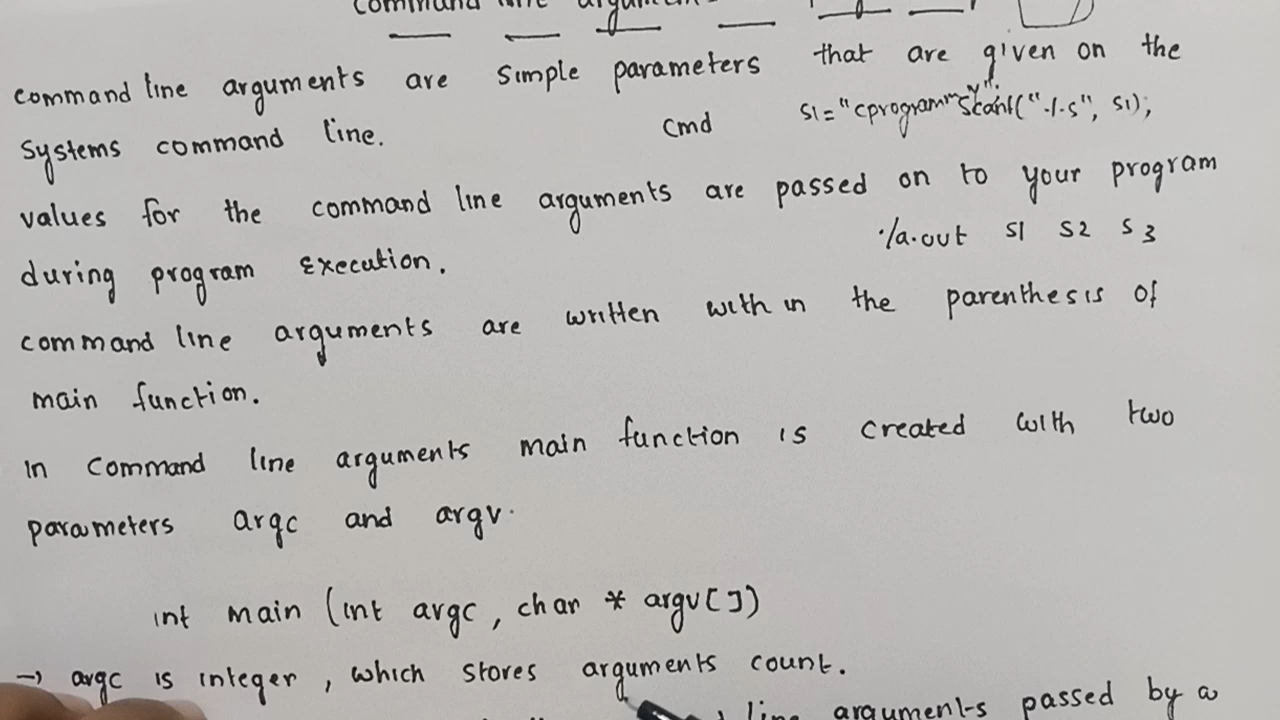 command line
command line arguments are simple parameters that are given on the
systems command line. cmd s1="cprogramm scanf("%s", s1);
values for the command line arguments are passed on to your program
during program execution. ./a.out s1 s2 s3
command line arguments are written with in the parenthesis of
main function.
In command line arguments main function is created with two
parameters argc and argv.
int main (int argc, char * argv[])
→ argc is integer, which stores arguments count.
line arguments passed by a